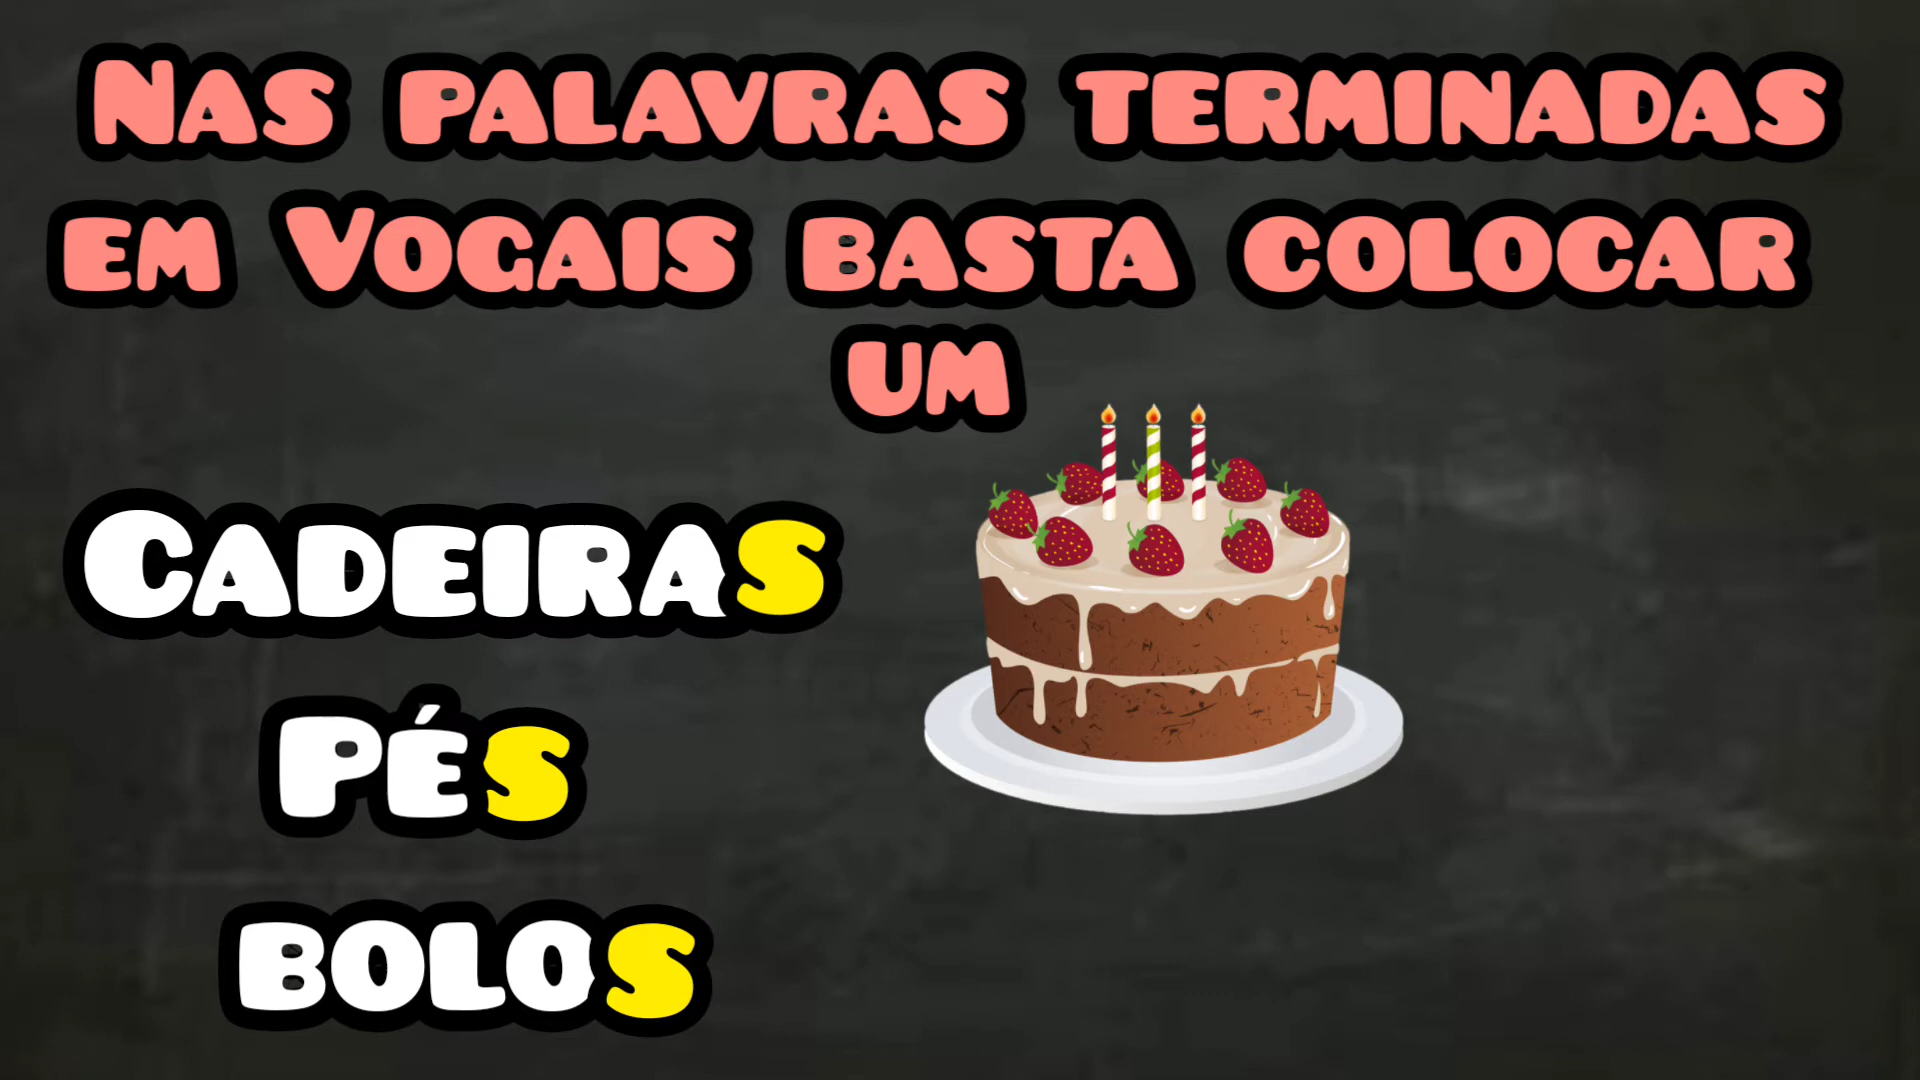 Nas palavras terminadas
em Vogais basta colocar
um
Cadeiras
Pés
bolos